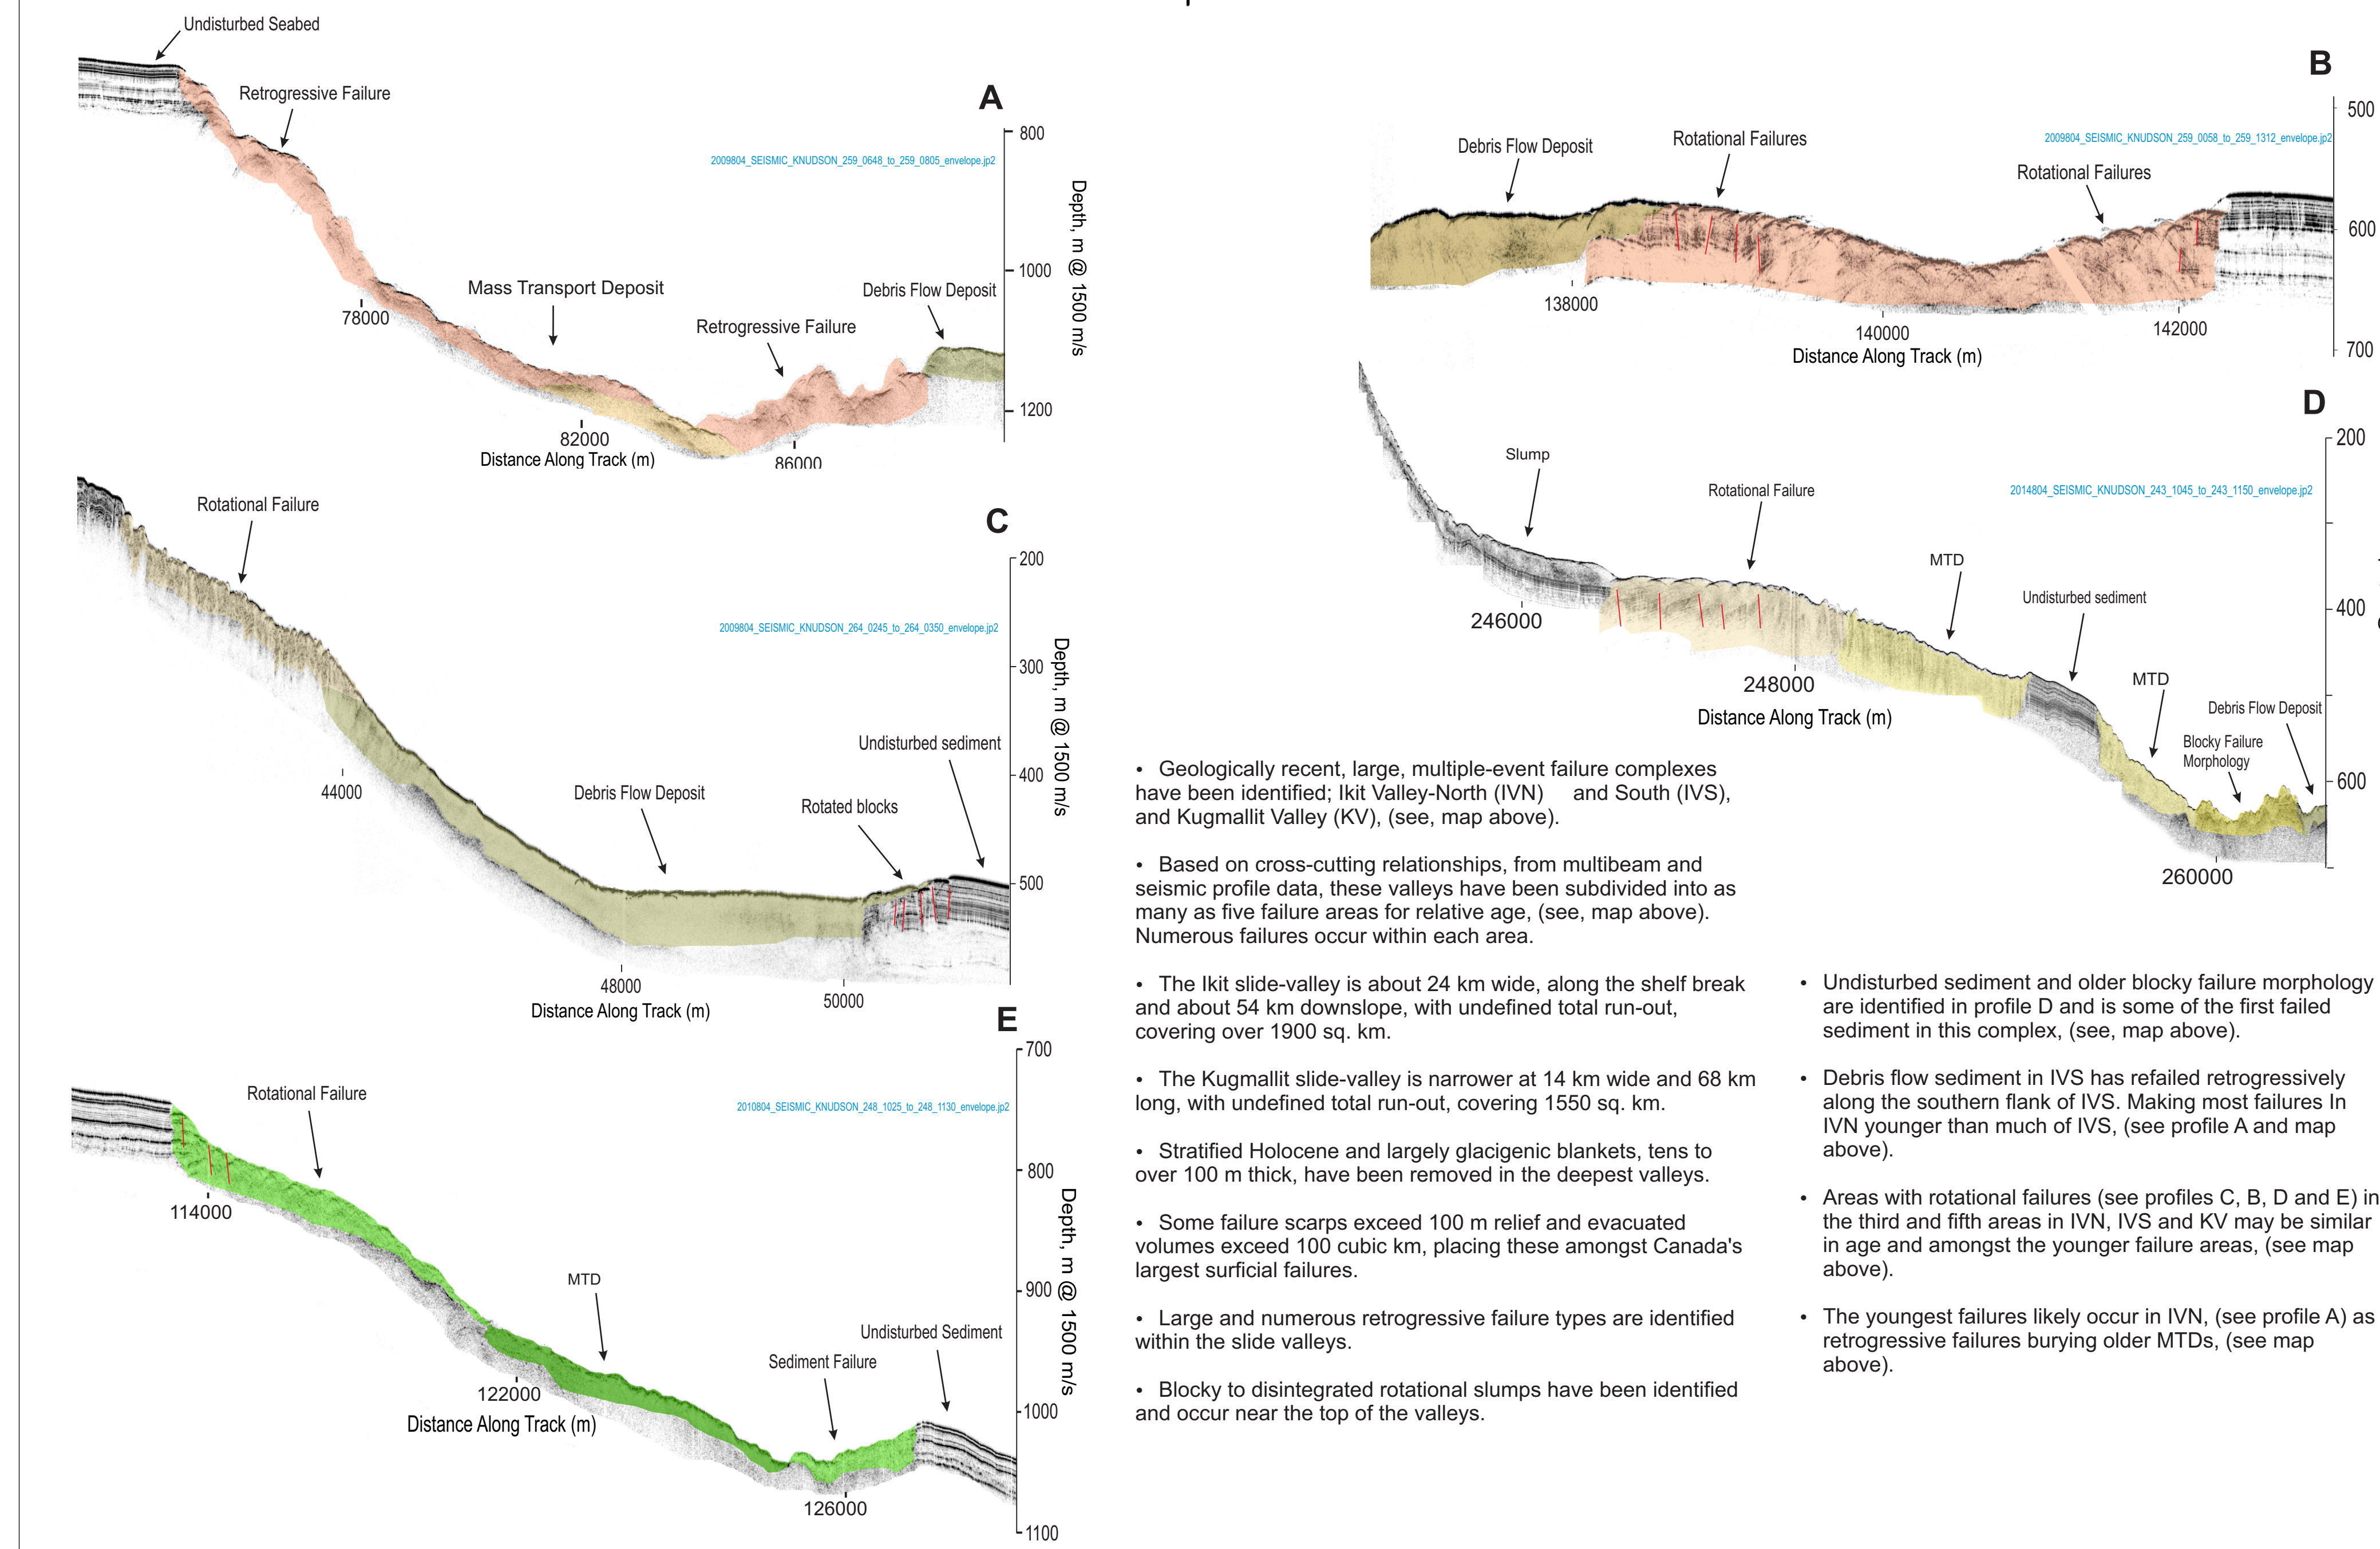 Undisturbed Seabed
Retrogressive Failure
A
800
2009804_SEISMIC_KNUDSON_259_0648_to_259_0805_envelope.jp2
1000
Depth, m @ 1500 m/s
Mass Transport Deposit
Debris Flow Deposit
78000
Retrogressive Failure
1200
82000
86000
Distance Along Track (m)
B
500
2009804_SEISMIC_KNUDSON_259_0058_to_259_1312_envelope.jp2
Debris Flow Deposit
Rotational Failures
Rotational Failures
600
138000
140000
142000
700
Distance Along Track (m)
C
Rotational Failure
200
2009804_SEISMIC_KNUDSON_264_0245_to_264_0350_envelope.jp2
300
Depth, m @ 1500 m/s
400
44000
Undisturbed sediment
Debris Flow Deposit
Rotated blocks
500
48000
50000
Distance Along Track (m)
D
200
Slump
Rotational Failure
2014804_SEISMIC_KNUDSON_243_1045_to_243_1150_envelope.jp2
MTD
Undisturbed sediment
400
246000
248000
MTD
Distance Along Track (m)
Debris Flow Deposit
Blocky Failure
Morphology
600
260000
E
700
Rotational Failure
2010804_SEISMIC_KNUDSON_248_1025_to_248_1130_envelope.jp2
800
114000
Depth, m @ 1500 m/s
900
MTD
Undisturbed Sediment
Sediment Failure
122000
1000
Distance Along Track (m)
126000
1100
• Geologically recent, large, multiple-event failure complexes
have been identified; Ikit Valley-North (IVN) and South (IVS),
and Kugmallit Valley (KV), (see, map above).
• Based on cross-cutting relationships, from multibeam and
seismic profile data, these valleys have been subdivided into as
many as five failure areas for relative age, (see, map above).
Numerous failures occur within each area.
• The Ikit slide-valley is about 24 km wide, along the shelf break
and about 54 km downslope, with undefined total run-out,
covering over 1900 sq. km.
• The Kugmallit slide-valley is narrower at 14 km wide and 68 km
long, with undefined total run-out, covering 1550 sq. km.
• Stratified Holocene and largely glacigenic blankets, tens to
over 100 m thick, have been removed in the deepest valleys.
• Some failure scarps exceed 100 m relief and evacuated
volumes exceed 100 cubic km, placing these amongst Canada's
largest surficial failures.
• Large and numerous retrogressive failure types are identified
within the slide valleys.
• Blocky to disintegrated rotational slumps have been identified
and occur near the top of the valleys.
• Undisturbed sediment and older blocky failure morphology
are identified in profile D and is some of the first failed
sediment in this complex, (see, map above).
• Debris flow sediment in IVS has refailed retrogressively
along the southern flank of IVS. Making most failures In
IVN younger than much of IVS, (see profile A and map
above).
• Areas with rotational failures (see profiles C, B, D and E) in
the third and fifth areas in IVN, IVS and KV may be similar
in age and amongst the younger failure areas, (see map
above).
• The youngest failures likely occur in IVN, (see profile A) as
retrogressive failures burying older MTDs, (see map
above).